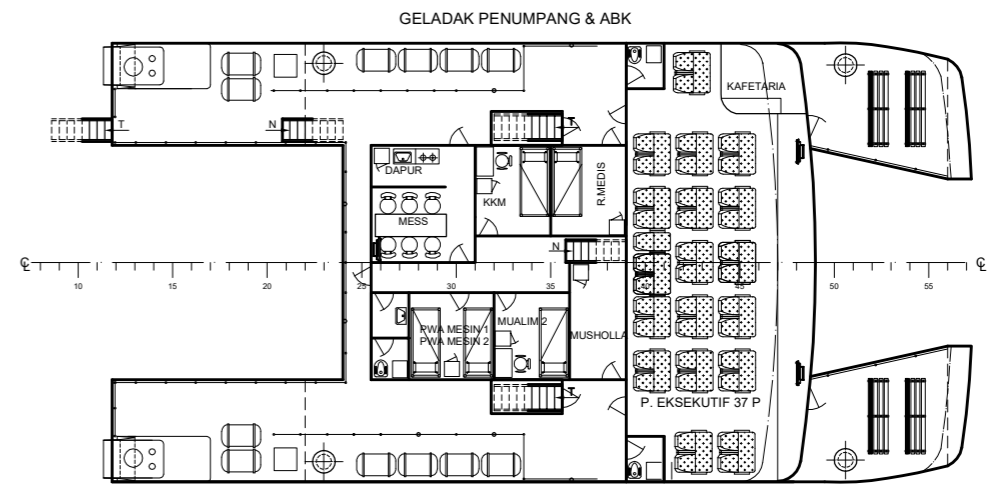 GELADAK PENUMPANG & ABK
KAFETARIA
T
N
T
DAPUR
KKM
R.MEDIS
MESS
N
℄
℄
10
15
20
25
30
35
40
45
50
55
PWA MESIN 1
PWA MESIN 2
MUALIM 2
MUSHOLLA
T
P. EKSEKUTIF 37 P